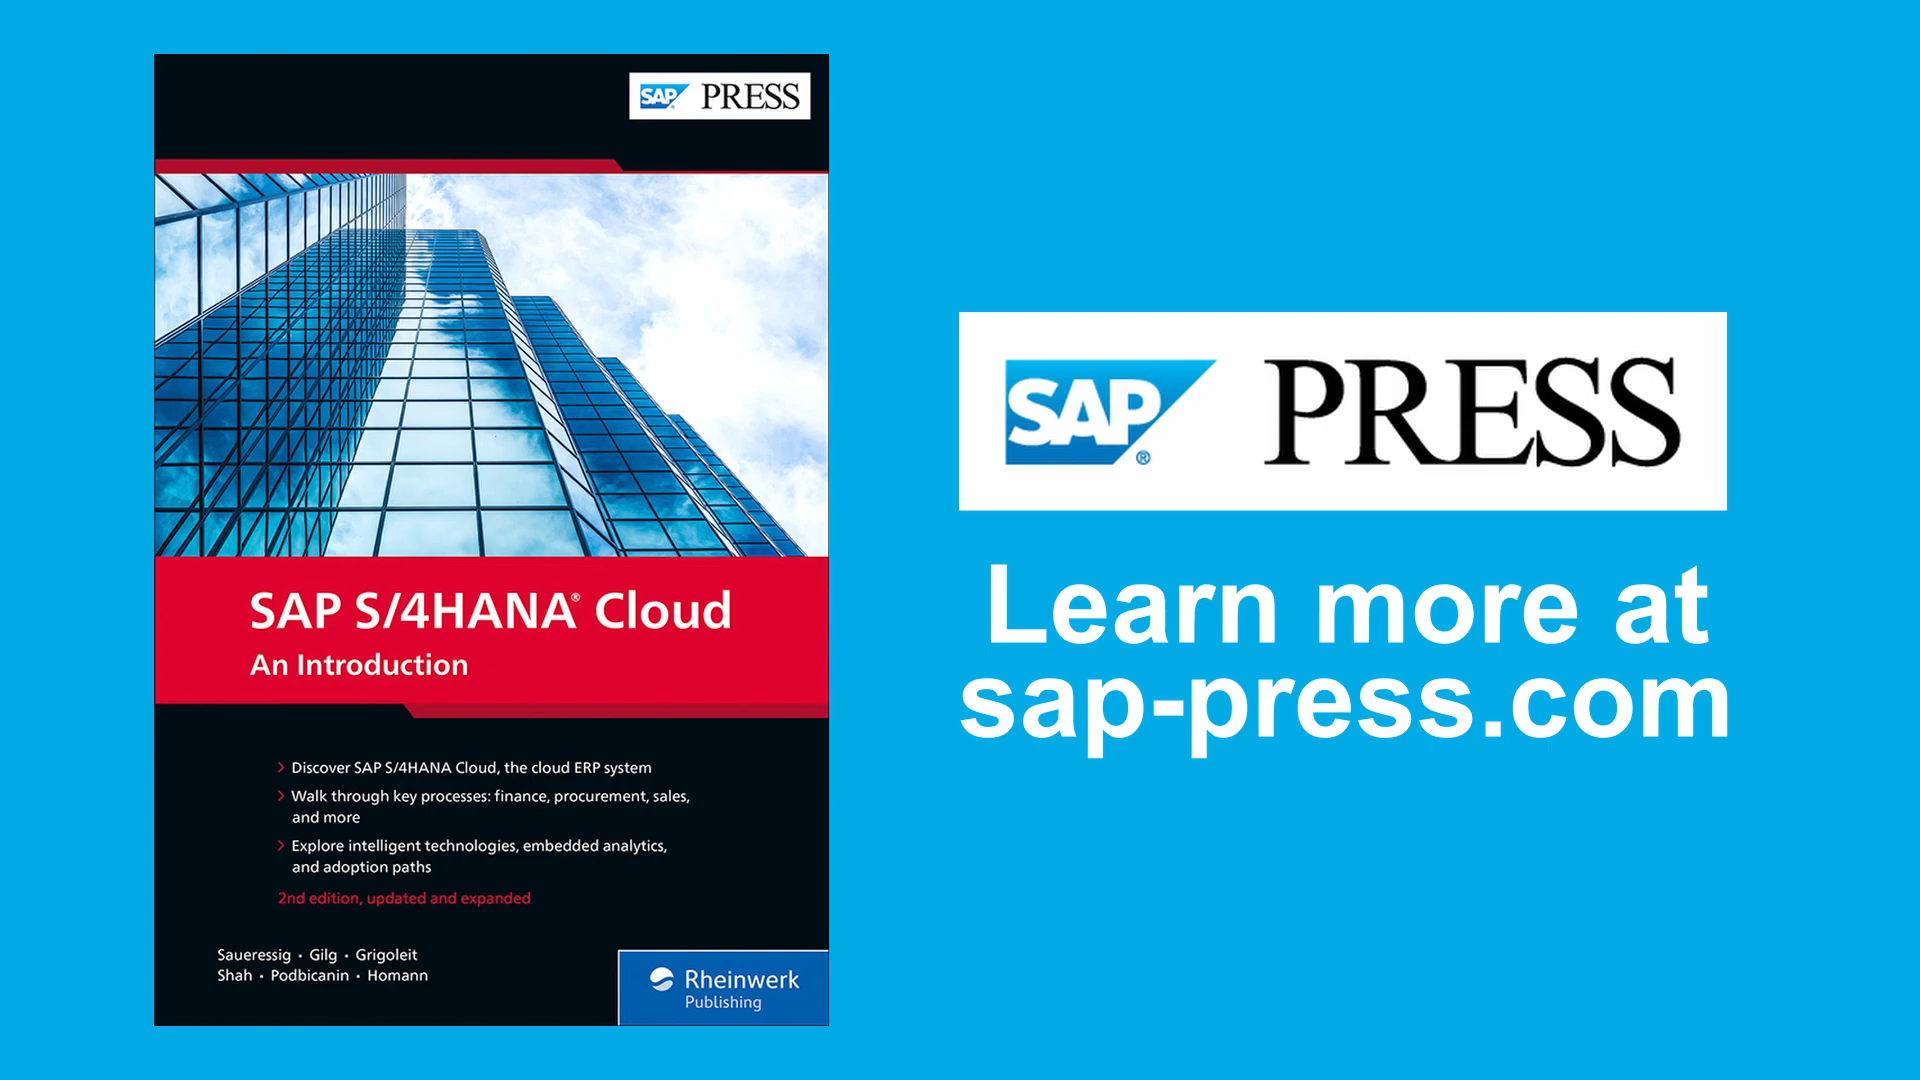 SAP® PRESS
SAP S/4HANA® Cloud
An Introduction
> Discover SAP S/4HANA Cloud, the cloud ERP system
> Walk through key processes: finance, procurement, sales,
and more
> Explore intelligent technologies, embedded analytics,
and adoption paths
2nd edition, updated and expanded
Saueressig • Gilg • Grigoleit
Shah • Podbicanin • Homann
Rheinwerk
Publishing
SAP® PRESS
Learn more at
sap-press.com